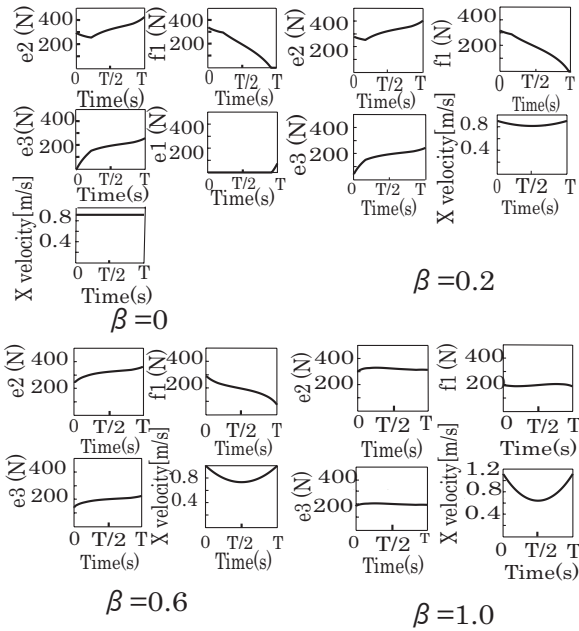 e2 (N)
400
200
0 T/2 T
Time(s)
f1(N)
400
200
0 T/2 T
Time(s)
e3 (N)
400
200
0 T/2 T
Time(s)
e1 (N)
400
200
0 T/2 T
Time(s)
X velocity[m/s]
0.8
0.4
0 T/2 T
Time(s)
β=0
e2 (N)
400
200
0 T/2 T
Time(s)
f1(N)
400
200
0 T/2 T
Time(s)
e3 (N)
400
200
0 T/2 T
Time(s)
X velocity[m/s]
0.8
0.4
0 T/2 T
Time(s)
β=0.2
e2 (N)
400
200
0 T/2 T
Time(s)
f1(N)
400
200
0 T/2 T
Time(s)
e3 (N)
400
200
0 T/2 T
Time(s)
X velocity[m/s]
0.8
0.4
0 T/2 T
Time(s)
β=0.6
e2 (N)
400
200
0 T/2 T
Time(s)
f1 (N)
400
200
0 T/2 T
Time(s)
e3 (N)
400
200
0 T/2 T
Time(s)
X velocity[m/s]
1.2
0.8
0.4
0 T/2 T
Time(s)
β=1.0